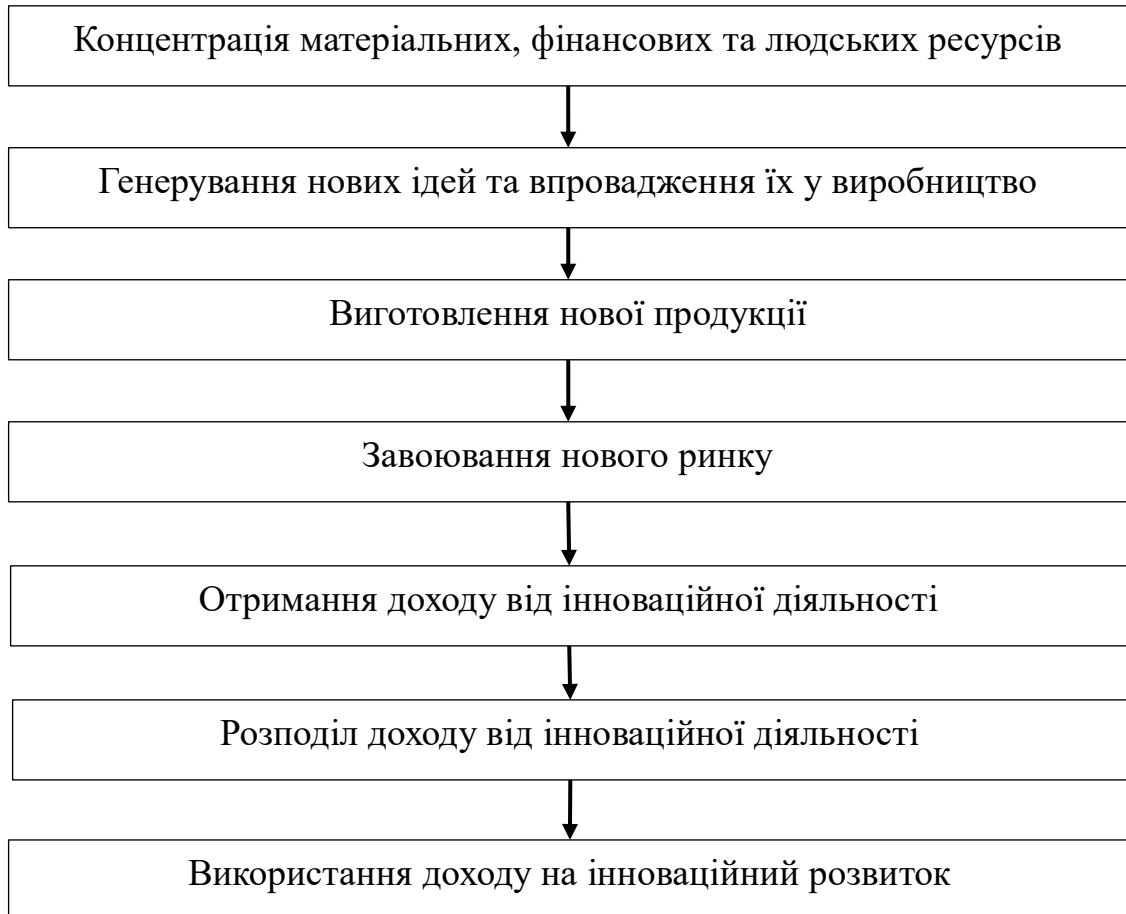 Концентрація матеріальних, фінансових та людських ресурсів
Генерування нових ідей та впровадження їх у виробництво
Виготовлення нової продукції
Завоювання нового ринку
Отримання доходу від інноваційної діяльності
Розподіл доходу від інноваційної діяльності
Використання доходу на інноваційний розвиток